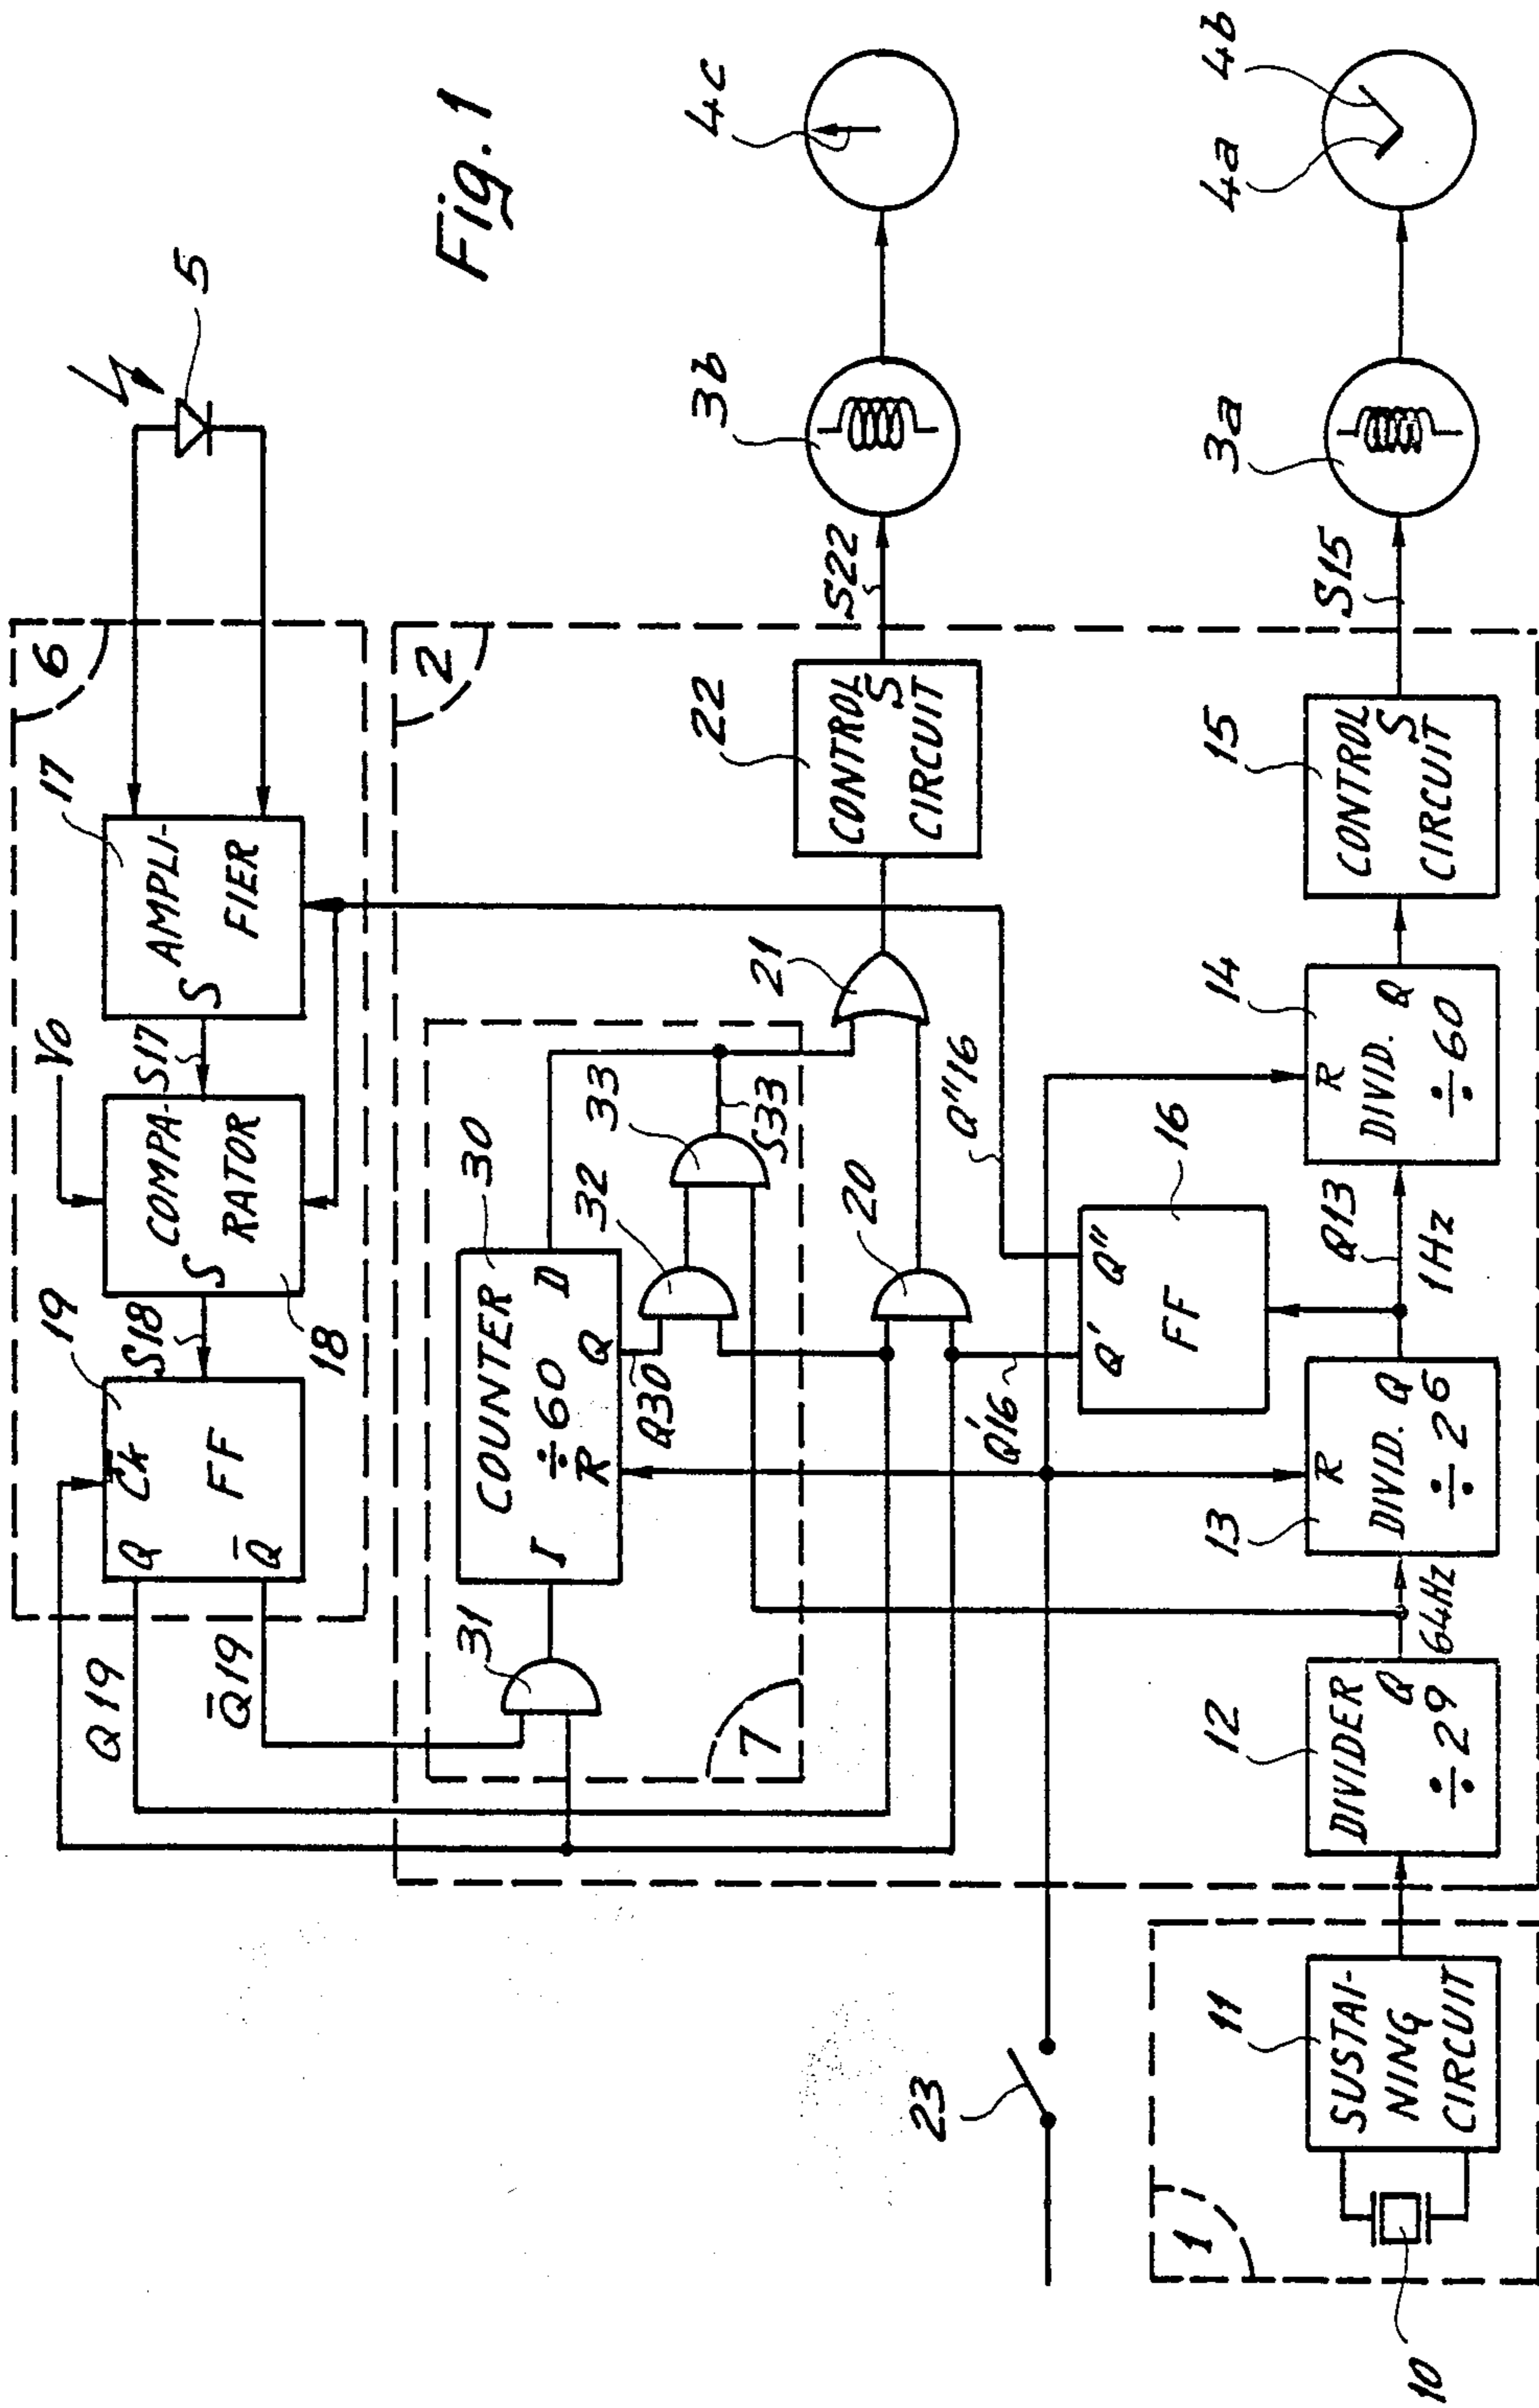 Fig. 1
6
17
AMPLI-
S
FIER
Vo
S17
COMPA-
RATOR
S
18
S18
19
Ck
Q
FF
Q̄
Q19
Q̄19
5
2
22
CONTROL
S
CIRCUIT
S22
3b
4c
21
30
COUNTER
÷60
I
R
Q
D
Q30
31
32
33
S33
7
20
Q'16
Q"16
16
Q'
Q"
FF
23
1
10
11
SUSTAI-
NING
CIRCUIT
12
DIVIDER
Q
÷2⁹
64Hz
13
R
DIVID. Q
÷2⁶
Q13
1Hz
14
R
DIVID. Q
÷60
15
CONTROL
S
CIRCUIT
S15
3a
4a
4b